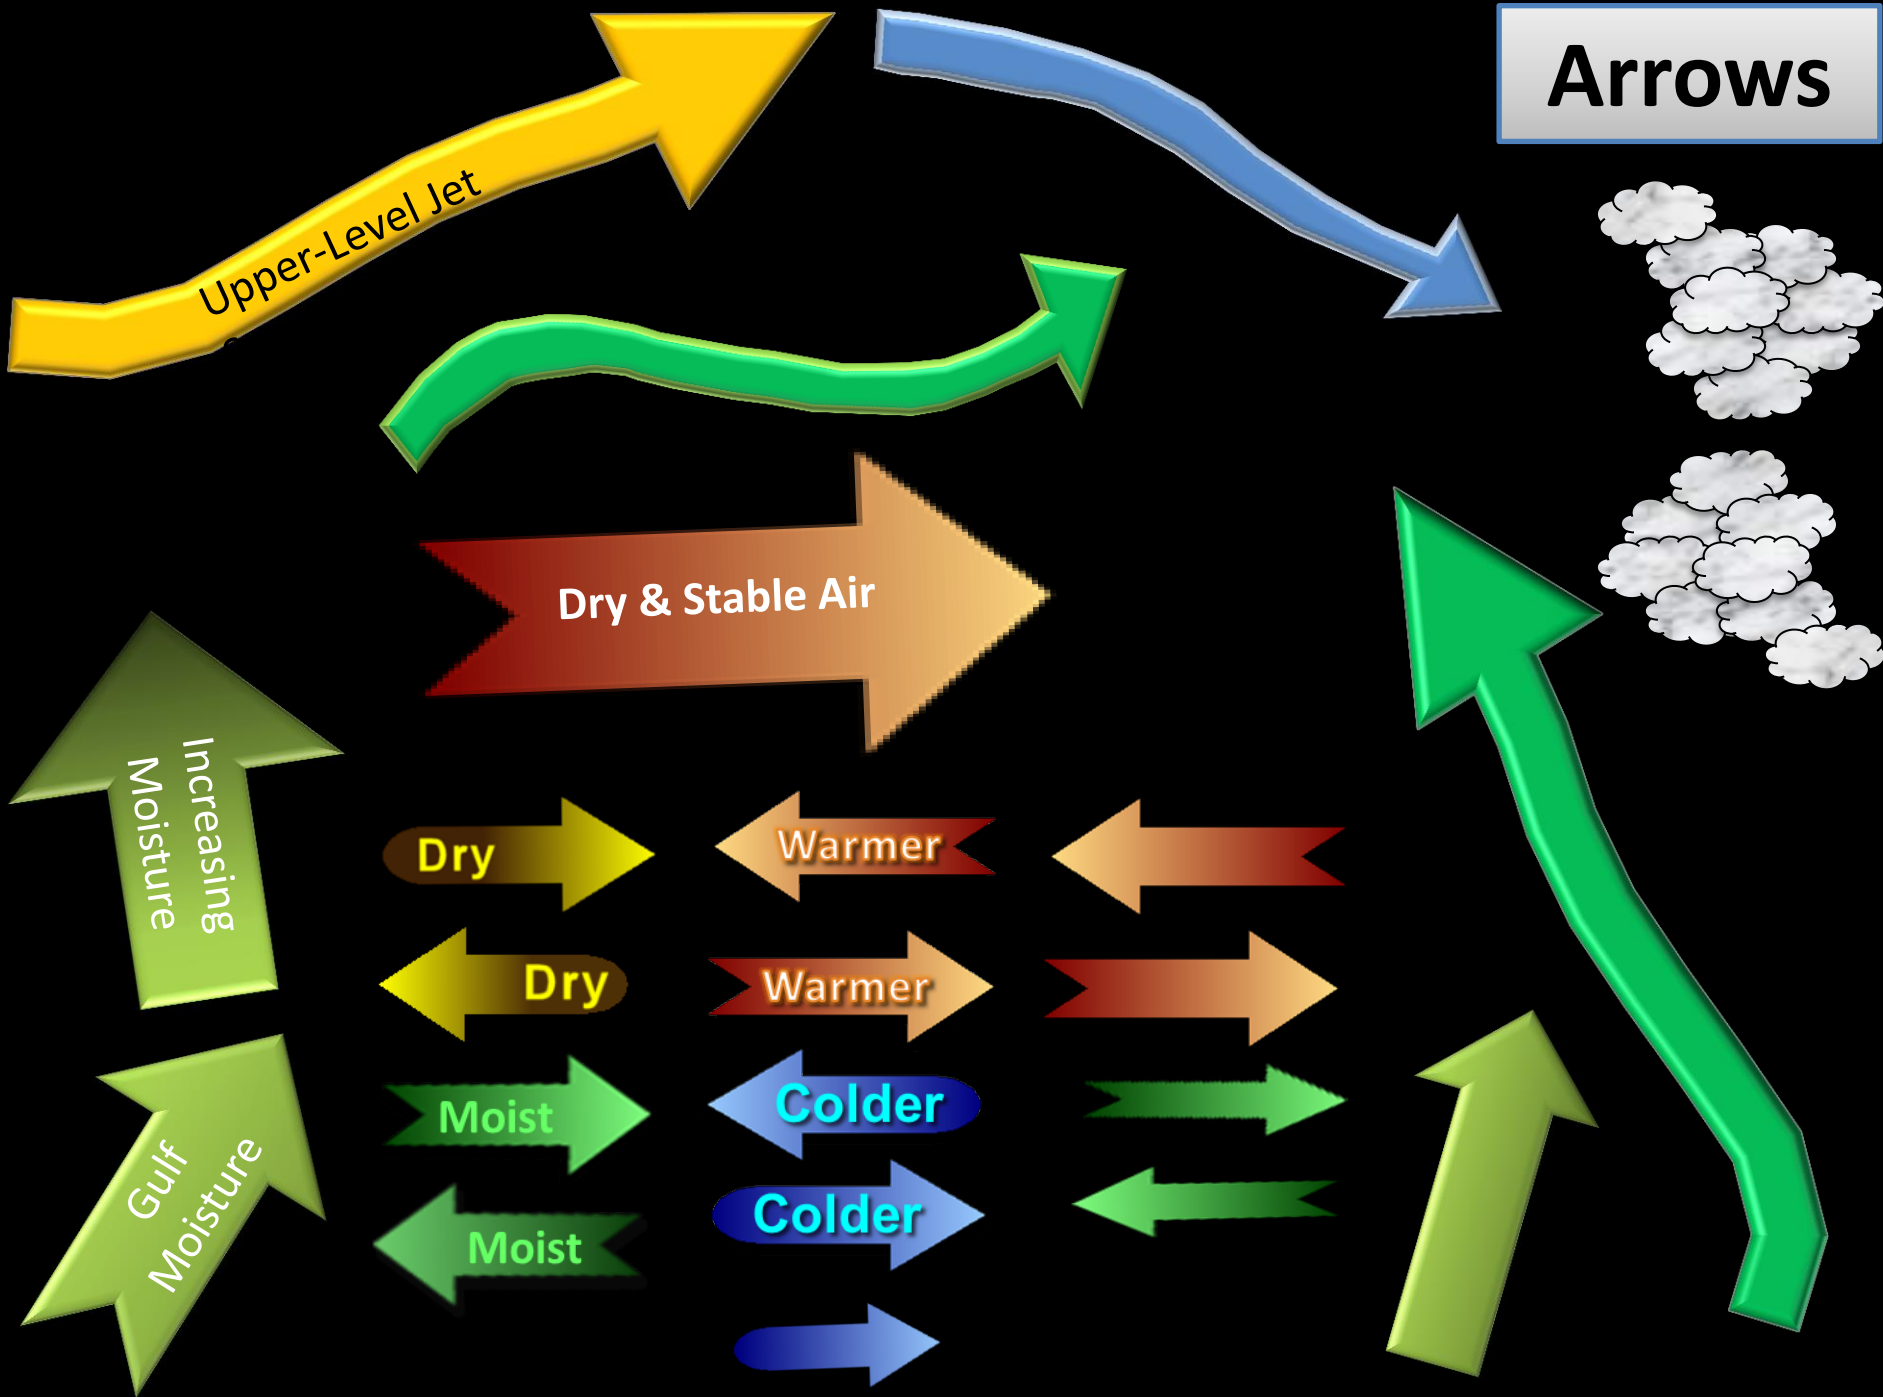 Arrows
Upper-Level Jet
Dry & Stable Air
Increasing
Moisture
Dry
Warmer
Dry
Warmer
Moist
Colder
Gulf
Moisture
Moist
Colder